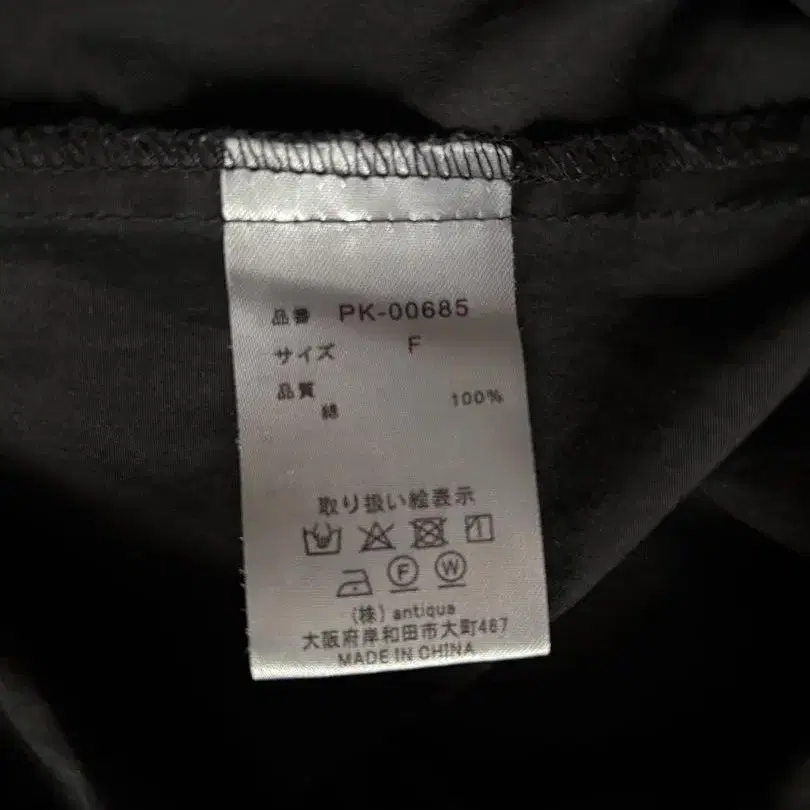 品番 PK-00685
サイズ F
品質
綿 100%
取り扱い絵表示
F W
(株) antiqua
大阪府岸和田市大町467
MADE IN CHINA